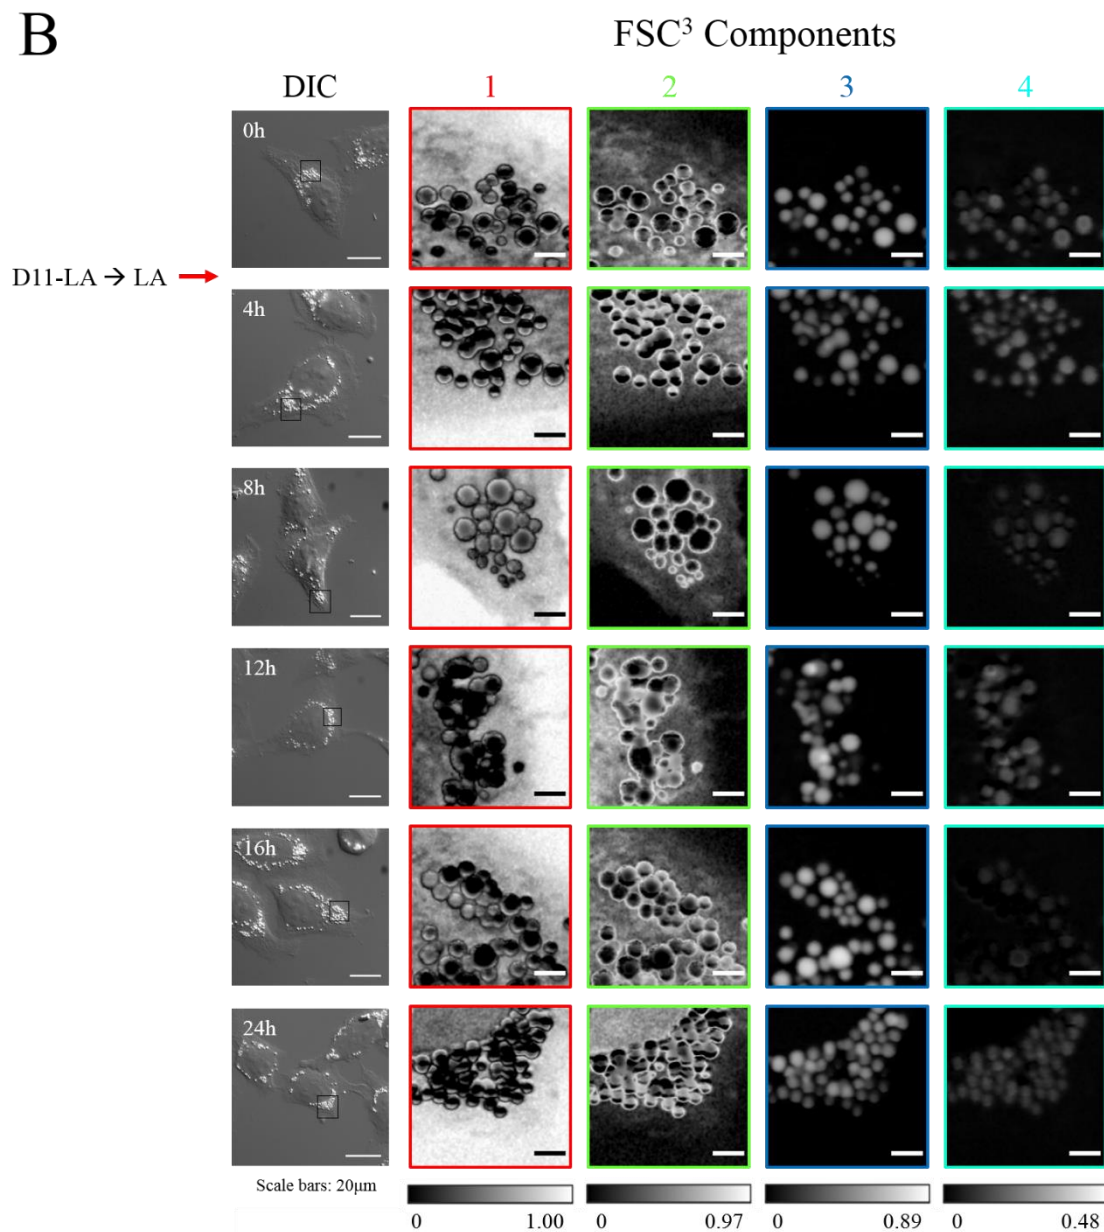 B
FSC³ Components
DIC 1 2 3 4
0h
D11-LA → LA
4h
8h
12h
16h
24h
Scale bars: 20μm
0 1.00 0 0.97 0 0.89 0 0.48